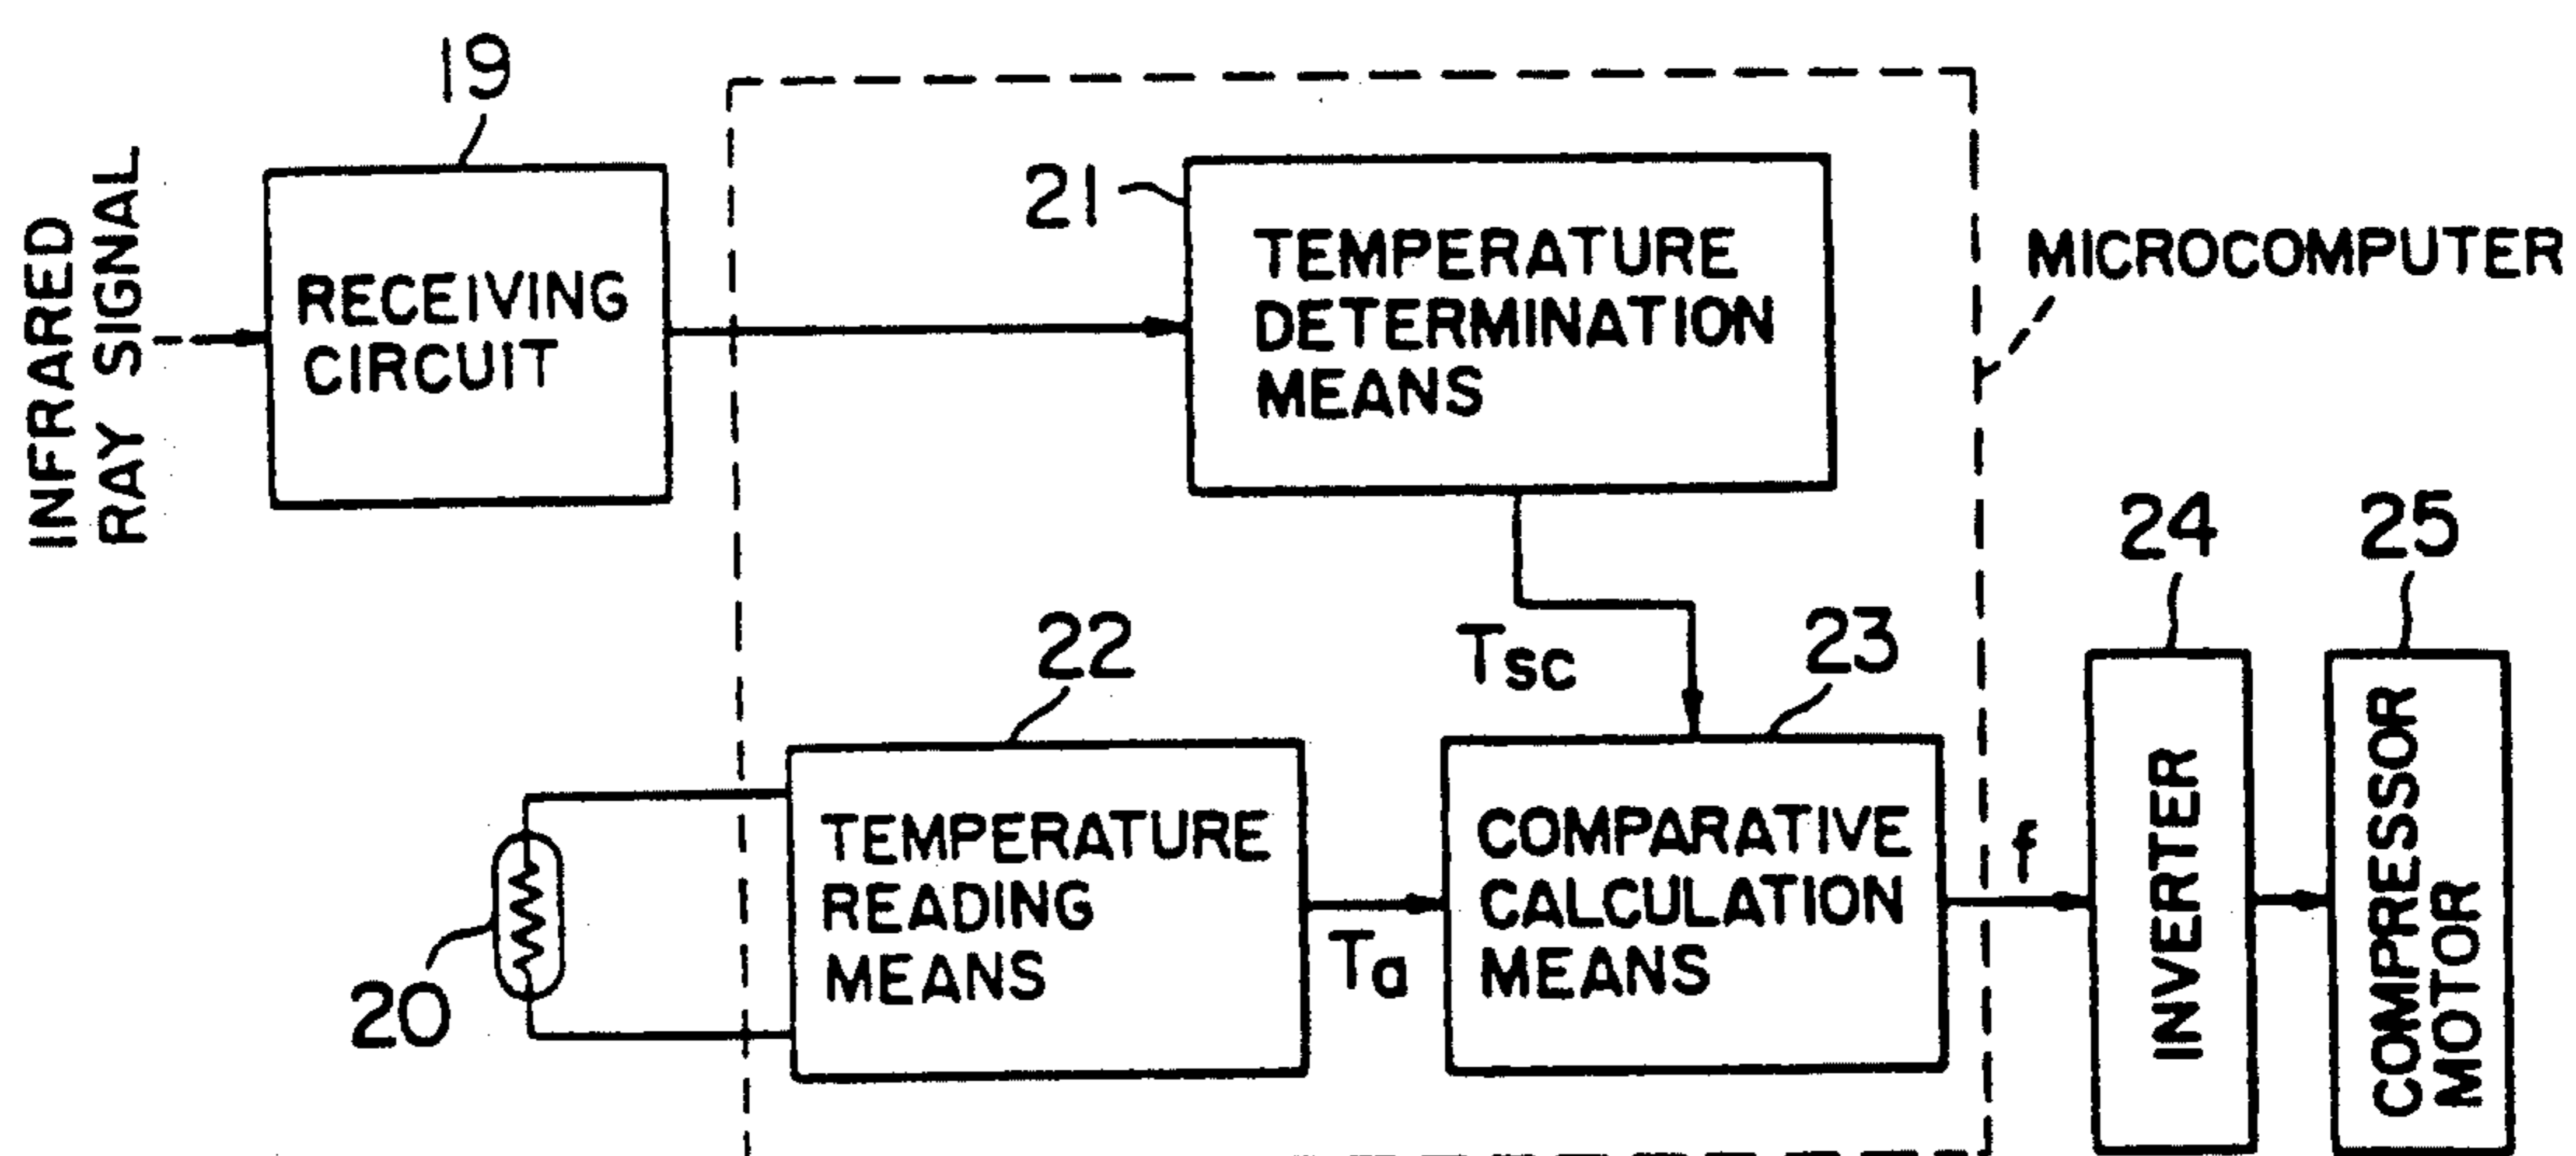 19
INFRARED
RAY SIGNAL
RECEIVING
CIRCUIT
21
TEMPERATURE
DETERMINATION
MEANS
MICROCOMPUTER
Tsc
22
23
24
25
20
TEMPERATURE
READING
MEANS
Ta
COMPARATIVE
CALCULATION
MEANS
f
INVERTER
COMPRESSOR
MOTOR